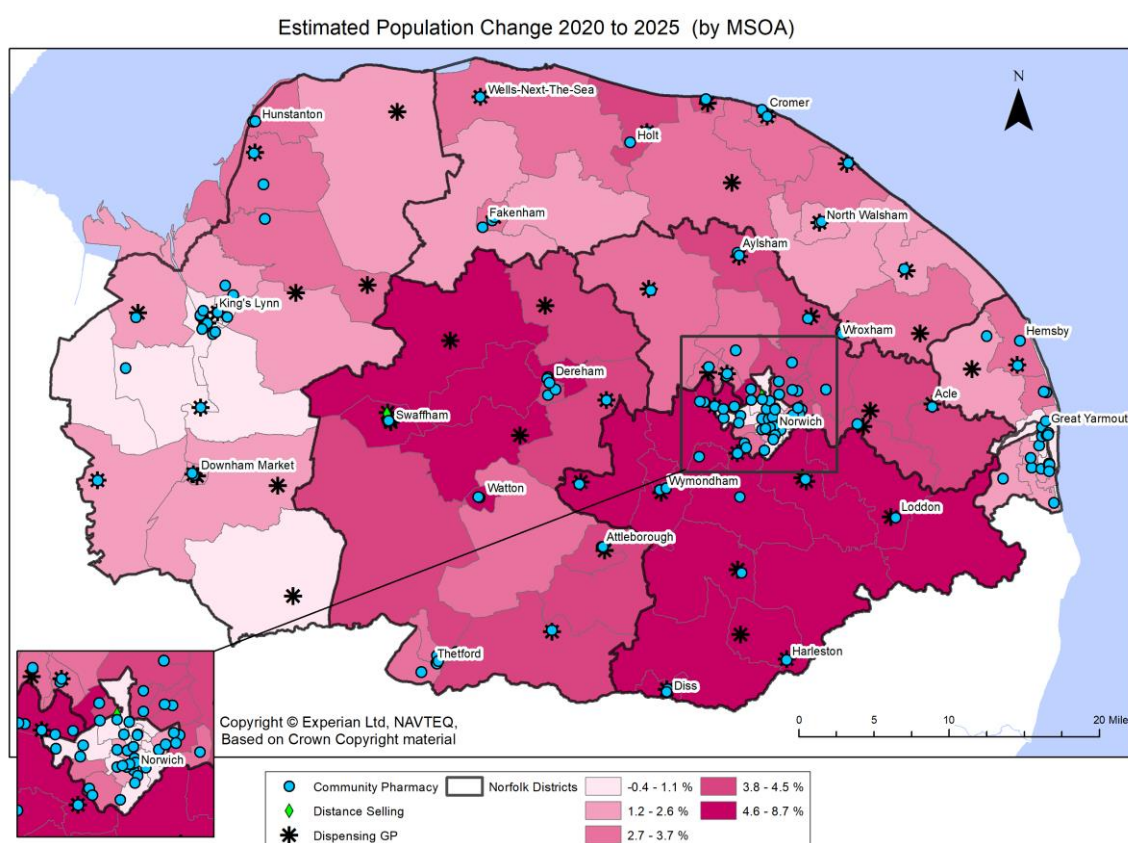 Estimated Population Change 2020 to 2025 (by MSOA)
N
Wells-Next-The-Sea
Cromer
Hunstanton
Holt
Fakenham
North Walsham
Aylsham
King's Lynn
Wroxham
Hemsby
Dereham
Acle
Swaffham
Great Yarmout
Norwich
Downham Market
Watton
Wymondham
Loddon
Attleborough
Thetford
Harleston
Diss
Copyright © Experian Ltd, NAVTEQ,
Based on Crown Copyright material
0 5 10 20 Mile
Norwich
Community Pharmacy
Distance Selling
Dispensing GP
Norfolk Districts
-0.4 - 1.1 %
1.2 - 2.6 %
2.7 - 3.7 %
3.8 - 4.5 %
4.6 - 8.7 %